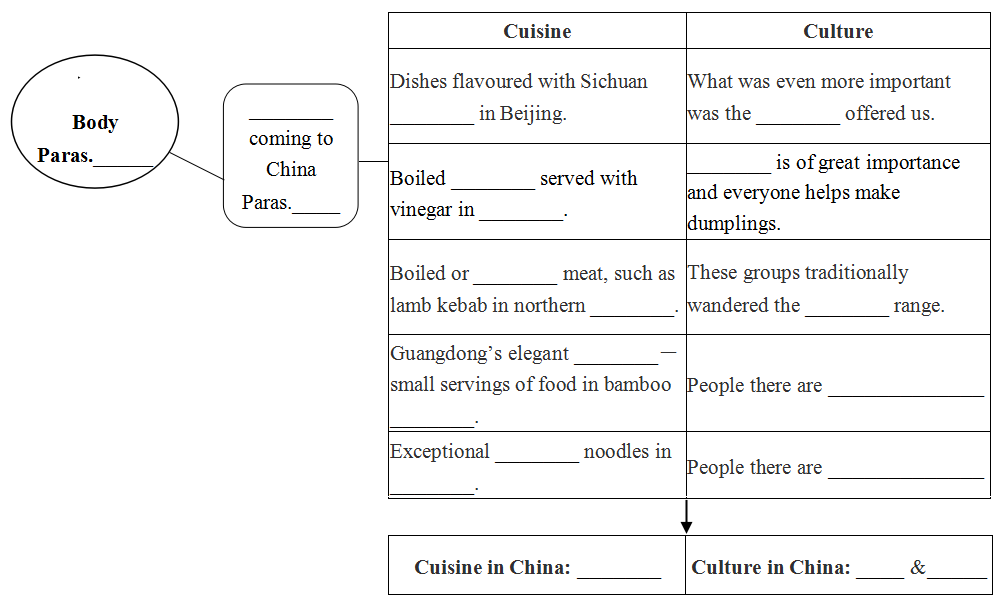 Body
Paras.______
________
coming to
China
Paras._____
Cuisine
Culture
Dishes flavoured with Sichuan
________ in Beijing.
What was even more important
was the ________ offered us.
Boiled ________ served with
vinegar in ________.
________ is of great importance
and everyone helps make
dumplings.
Boiled or ________ meat, such as
lamb kebab in northern ________.
These groups traditionally
wandered the ________ range.
Guangdong’s elegant ________—
small servings of food in bamboo
________.
People there are _______________
Exceptional ________ noodles in
________.
People there are _______________
Cuisine in China: ________
Culture in China: _____ &______